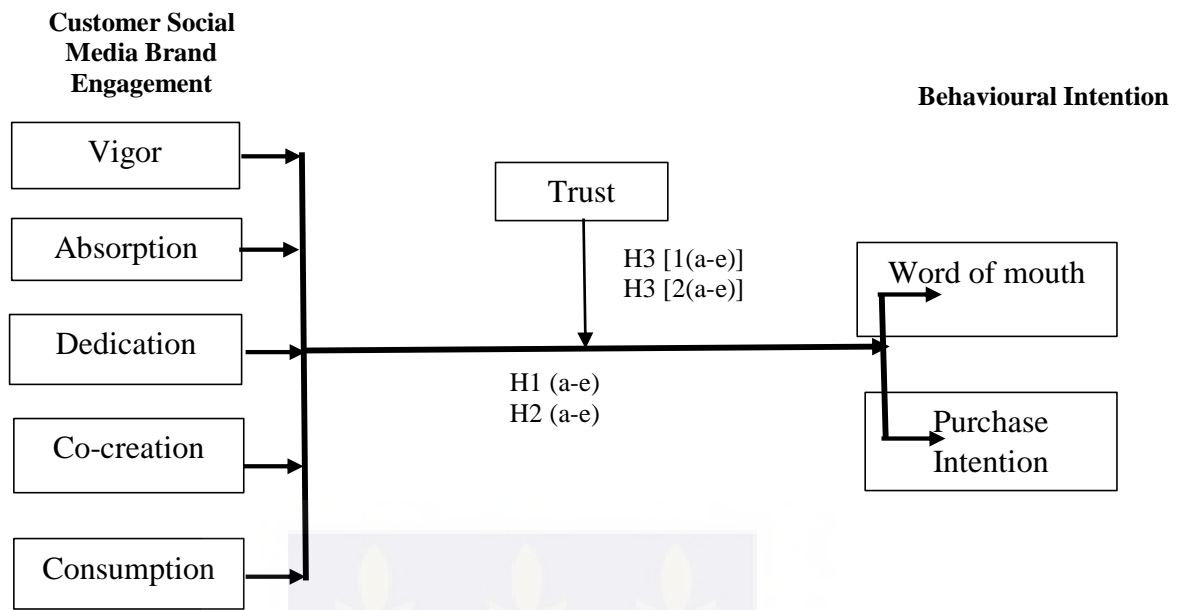 Customer Social
Media Brand
Engagement
Behavioural Intention
Vigor
Trust
Absorption
H3 [1(a-e)]
H3 [2(a-e)]
Word of mouth
Dedication
H1 (a-e)
H2 (a-e)
Co-creation
Purchase
Intention
Consumption